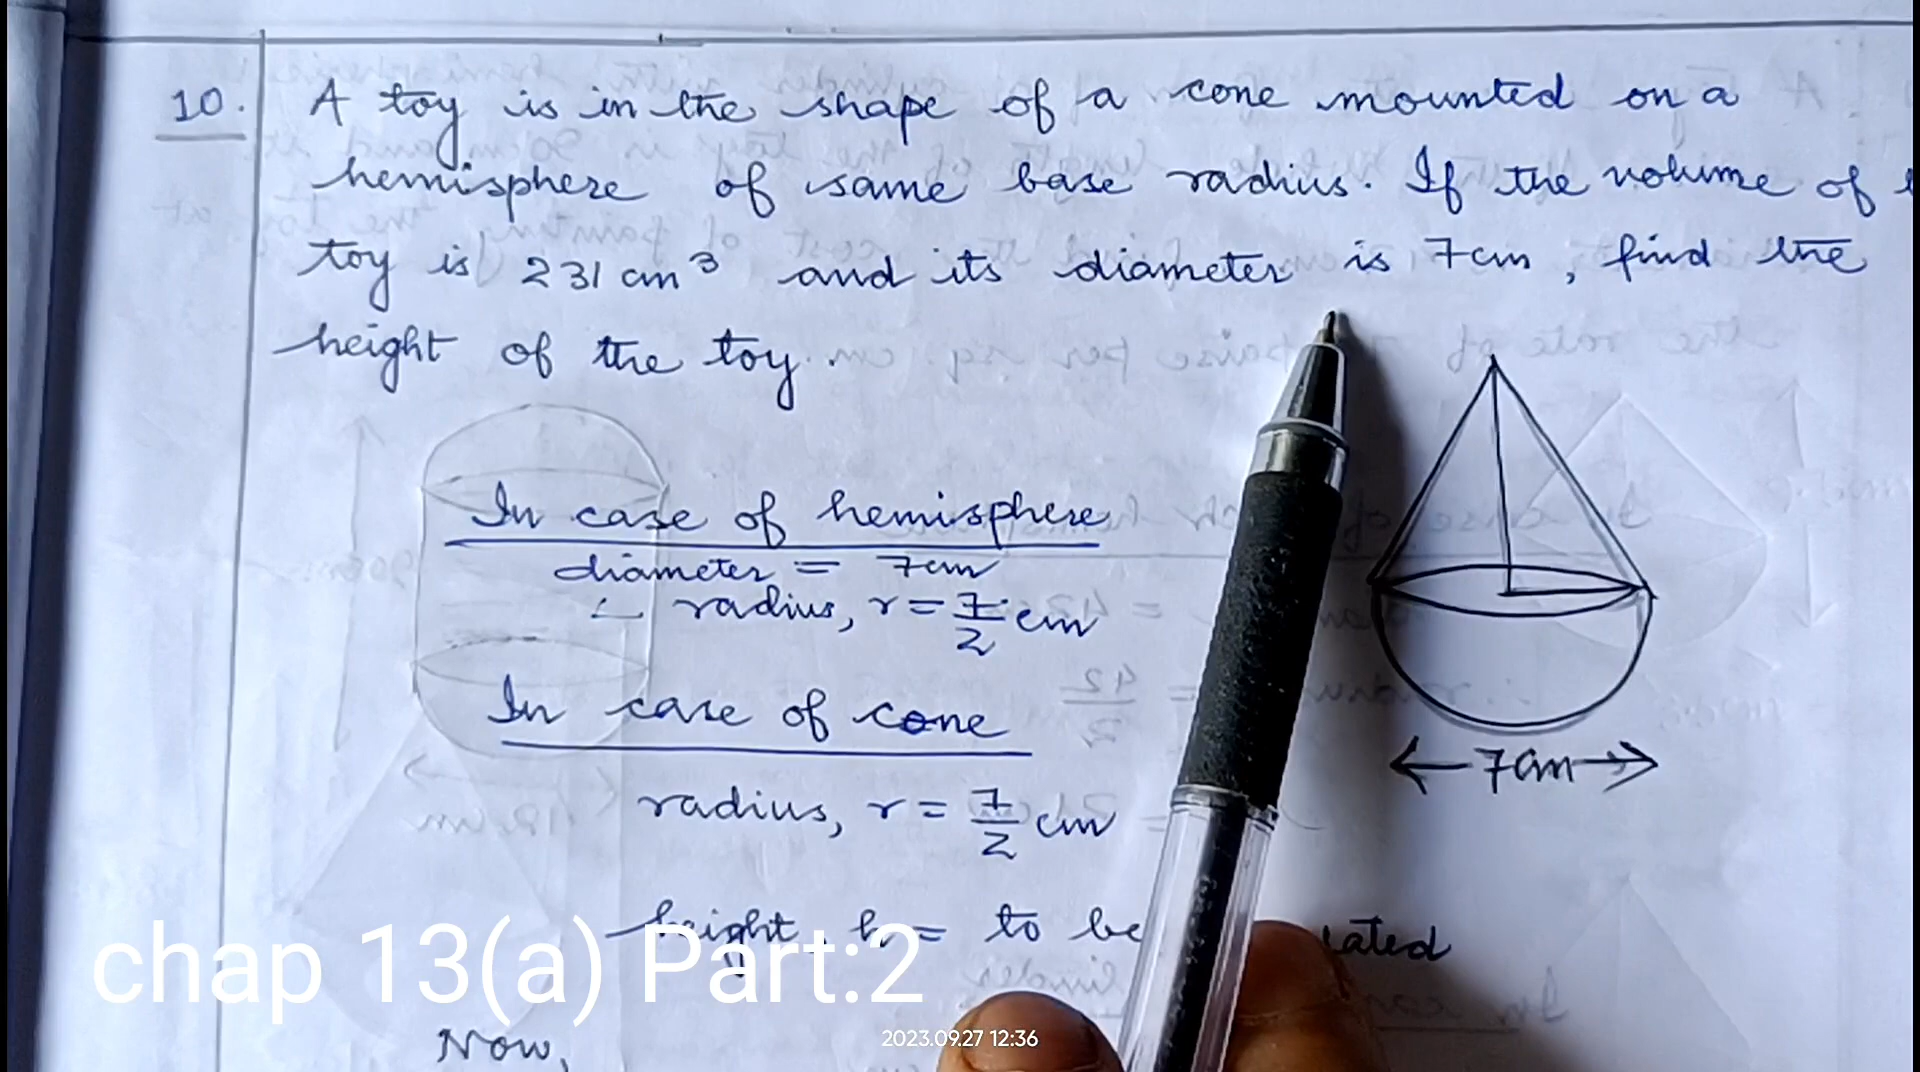 10. A toy is in the shape of a cone mounted on a
hemisphere of same base radius. If the volume of
toy is 231 cm³ and its diameter is 7cm, find the
height of the toy.
In case of hemisphere
diameter = 7cm
∴ radius, r = 7/2 cm
In case of cone
7cm
radius, r = 7/2 cm
height, h = to be
chap 13(a) Part:2
Now,
2023.09.27 12:36